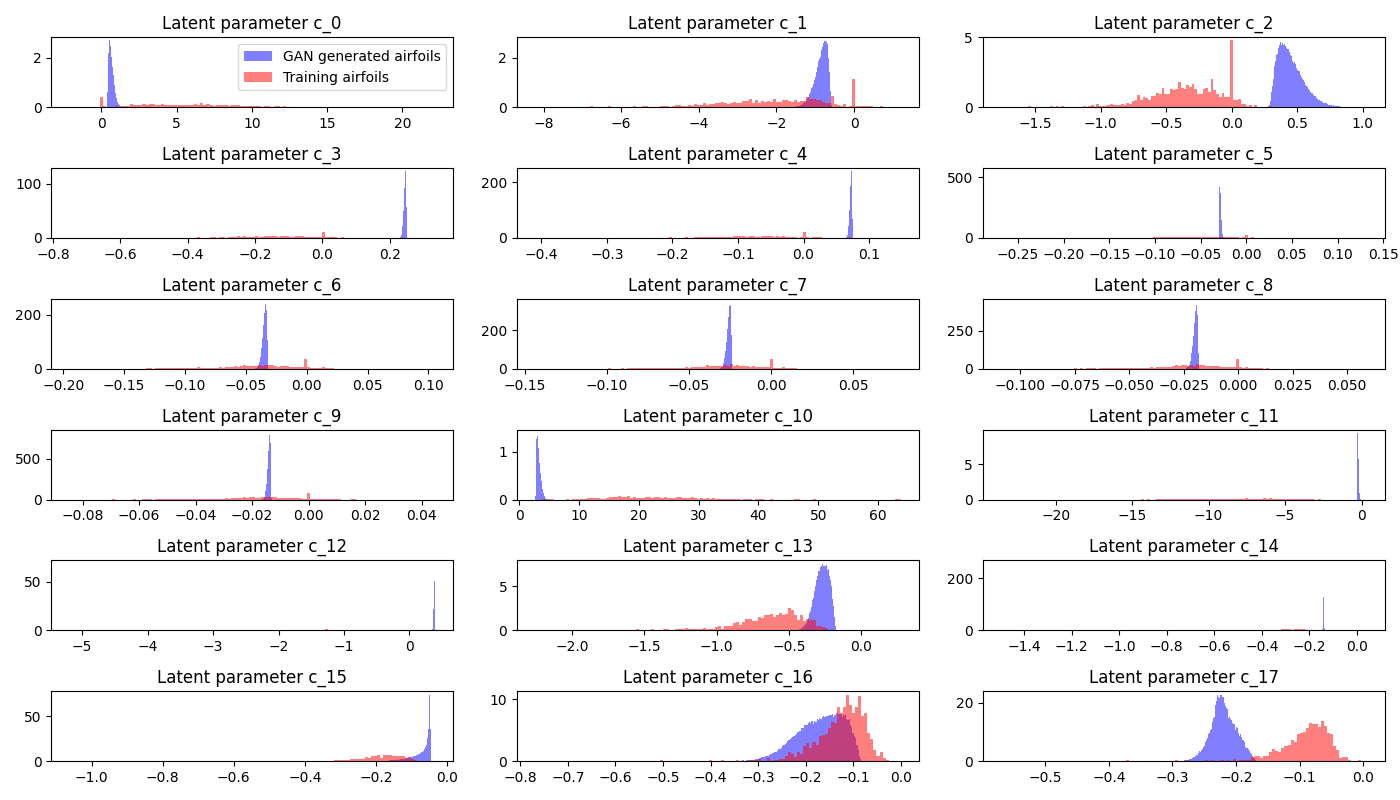 Latent parameter c_0 Latent parameter c_1 Latent parameter c_2
GAN generated airfoils
Training airfoils
2
0
0 5 10 15 20
2
0
−8 −6 −4 −2 0
5
0
−1.5 −1.0 −0.5 0.0 0.5 1.0
Latent parameter c_3 Latent parameter c_4 Latent parameter c_5
100
0
−0.8 −0.6 −0.4 −0.2 0.0 0.2
200
0
−0.4 −0.3 −0.2 −0.1 0.0 0.1
500
0
−0.25 −0.20 −0.15 −0.10 −0.05 0.00 0.05 0.10 0.15
Latent parameter c_6 Latent parameter c_7 Latent parameter c_8
200
0
−0.20 −0.15 −0.10 −0.05 0.00 0.05 0.10
200
0
−0.15 −0.10 −0.05 0.00 0.05
250
0
−0.100 −0.075 −0.050 −0.025 0.000 0.025 0.050
Latent parameter c_9 Latent parameter c_10 Latent parameter c_11
500
0
−0.08 −0.06 −0.04 −0.02 0.00 0.02 0.04
1
0
0 10 20 30 40 50 60
5
0
−20 −15 −10 −5 0
Latent parameter c_12 Latent parameter c_13 Latent parameter c_14
50
0
−5 −4 −3 −2 −1 0
5
0
−2.0 −1.5 −1.0 −0.5 0.0
200
0
−1.4 −1.2 −1.0 −0.8 −0.6 −0.4 −0.2 0.0
Latent parameter c_15 Latent parameter c_16 Latent parameter c_17
50
0
−1.0 −0.8 −0.6 −0.4 −0.2 0.0
10
0
−0.8 −0.7 −0.6 −0.5 −0.4 −0.3 −0.2 −0.1 0.0
20
0
−0.5 −0.4 −0.3 −0.2 −0.1 0.0